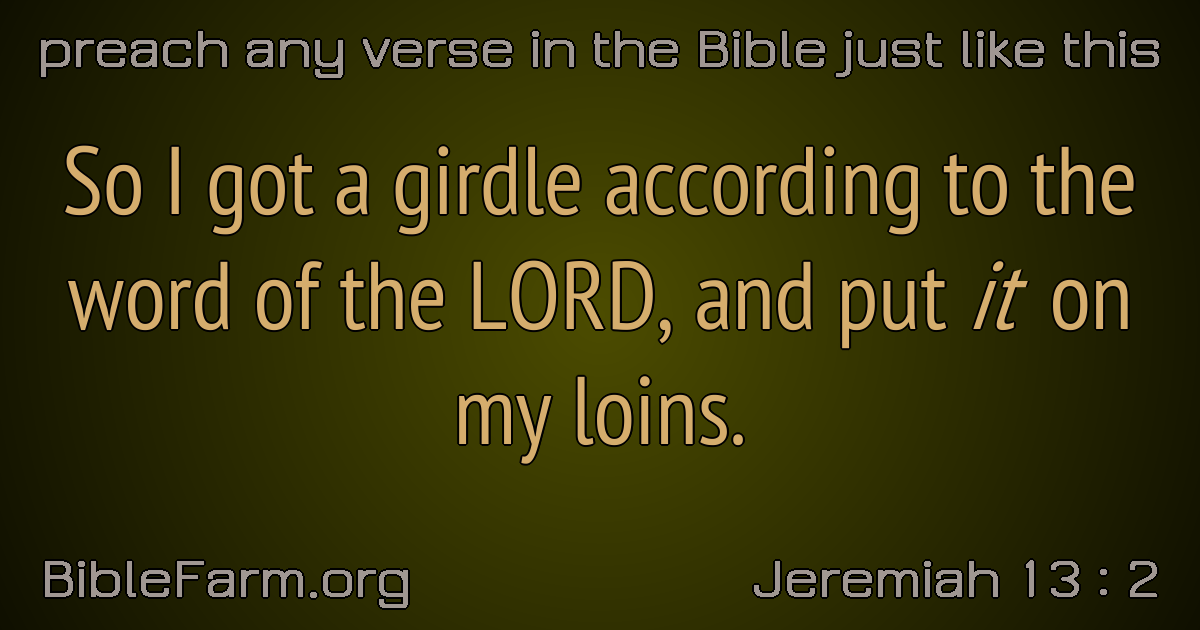 preach any verse in the Bible just like this
So I got a girdle according to the
word of the LORD, and put it on
my loins.
BibleFarm.org
Jeremiah 13 : 2